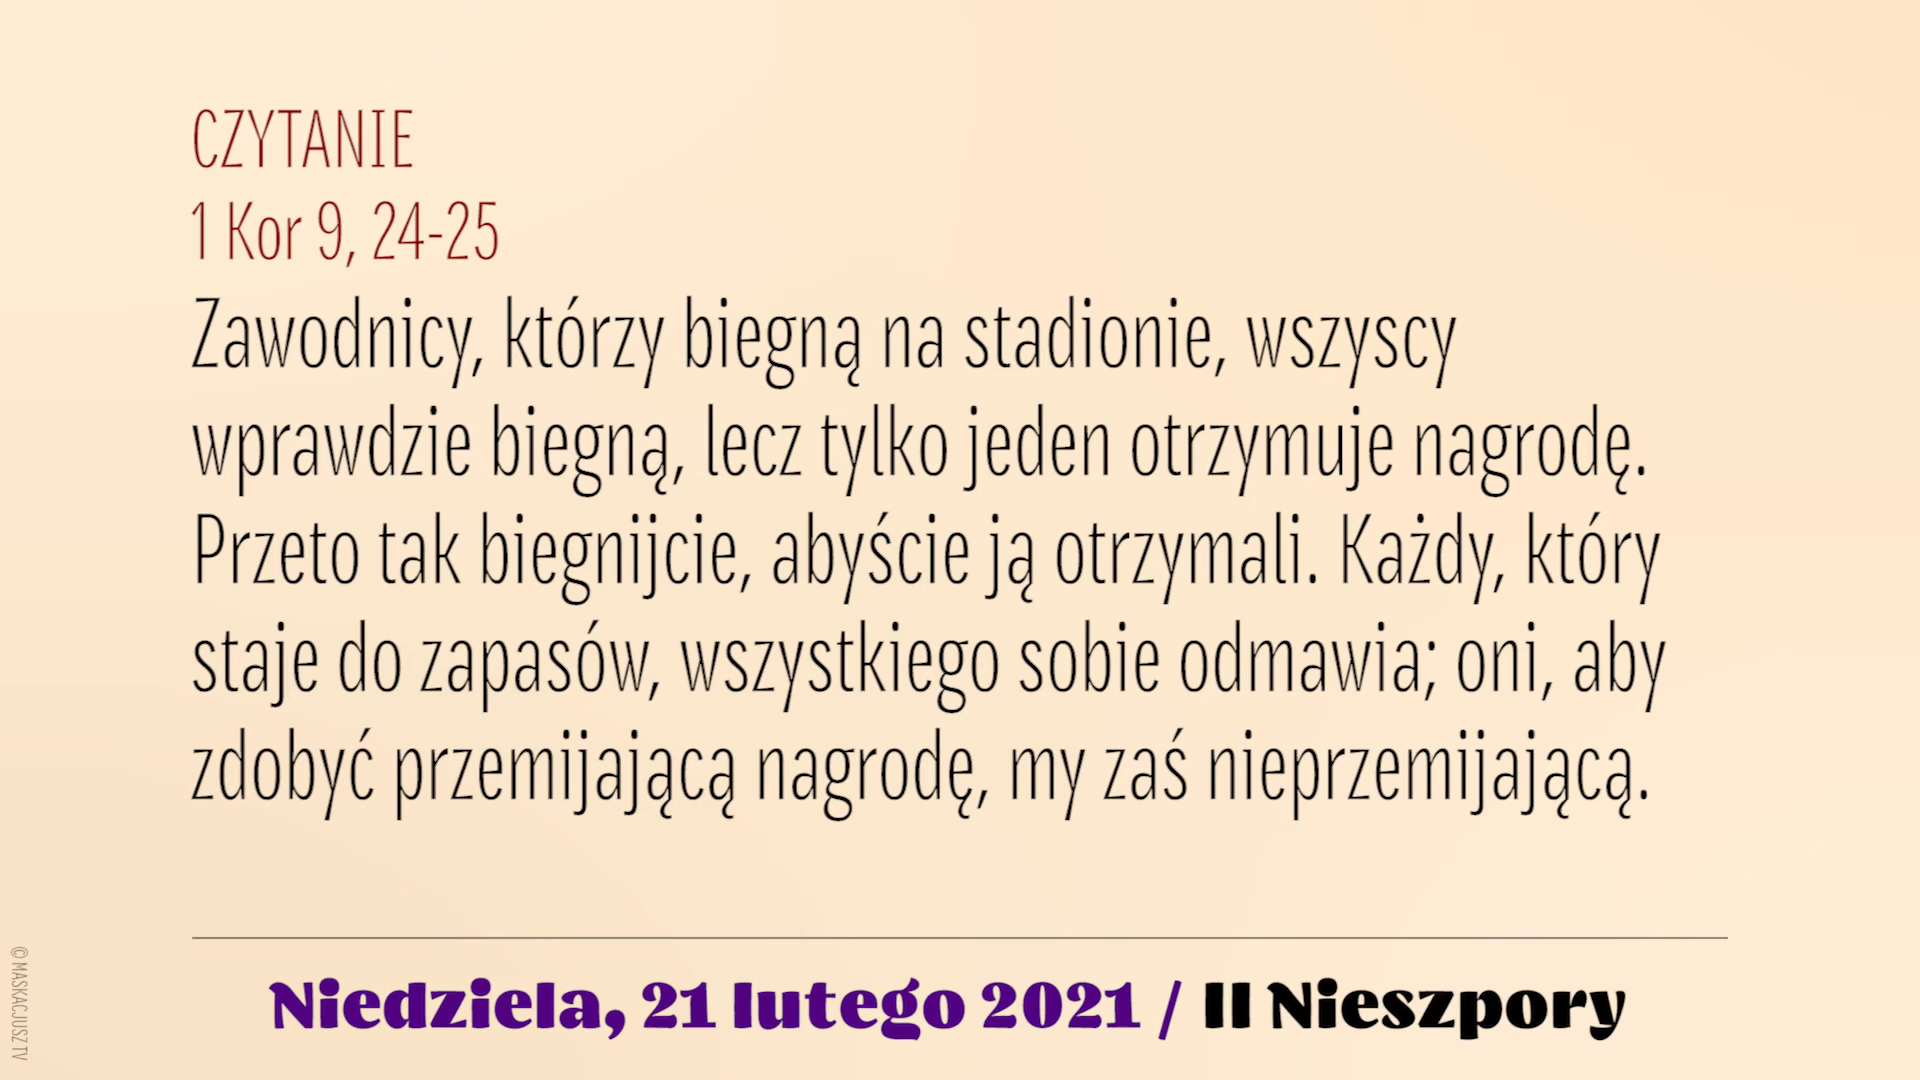 CZYTANIE
1 Kor 9, 24-25
Zawodnicy, którzy biegną na stadionie, wszyscy
wprawdzie biegną, lecz tylko jeden otrzymuje nagrodę.
Przeto tak biegnijcie, abyście ją otrzymali. Każdy, który
staje do zapasów, wszystkiego sobie odmawia; oni, aby
zdobyć przemijającą nagrodę, my zaś nieprzemijającą.
Niedziela, 21 lutego 2021 / II Nieszpory
© MASKACJUSZ TV